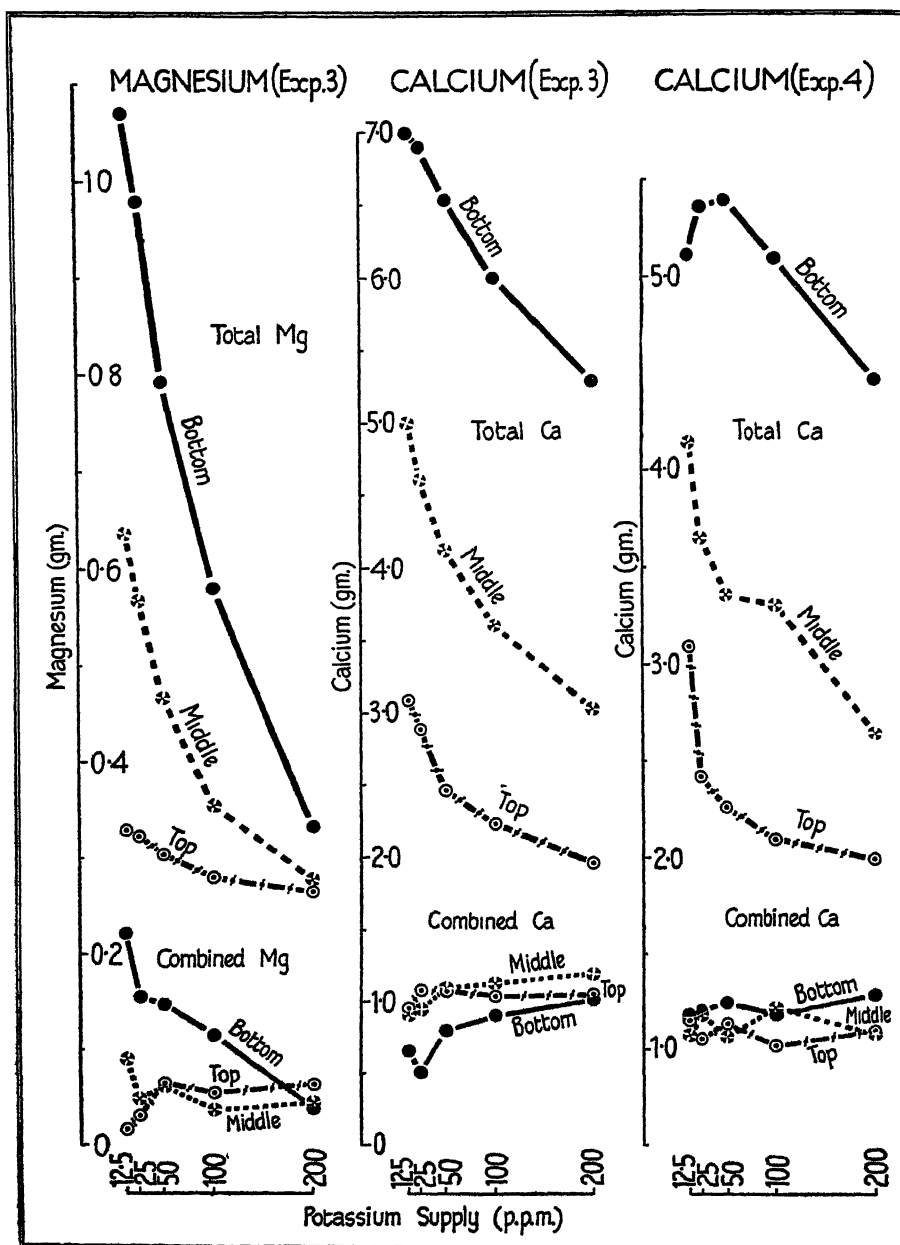 MAGNESIUM (Exp. 3)
CALCIUM (Exp. 3)
CALCIUM (Exp. 4)
Magnesium (gm.)
10
0.8
0.6
0.4
0.2
0
Total Mg
Bottom
Middle
Top
Combined Mg
Bottom
Top
Middle
12.5
25
50
100
200
Calcium (gm.)
7.0
6.0
5.0
4.0
3.0
2.0
10
0
Bottom
Total Ca
Middle
Top
Combined Ca
Middle
Top
Bottom
12.5
25
50
100
200
Calcium (gm.)
5.0
4.0
3.0
2.0
1.0
Bottom
Total Ca
Middle
Top
Combined Ca
Bottom
Middle
Top
12.5
25
50
100
200
Potassium Supply (p.p.m.)